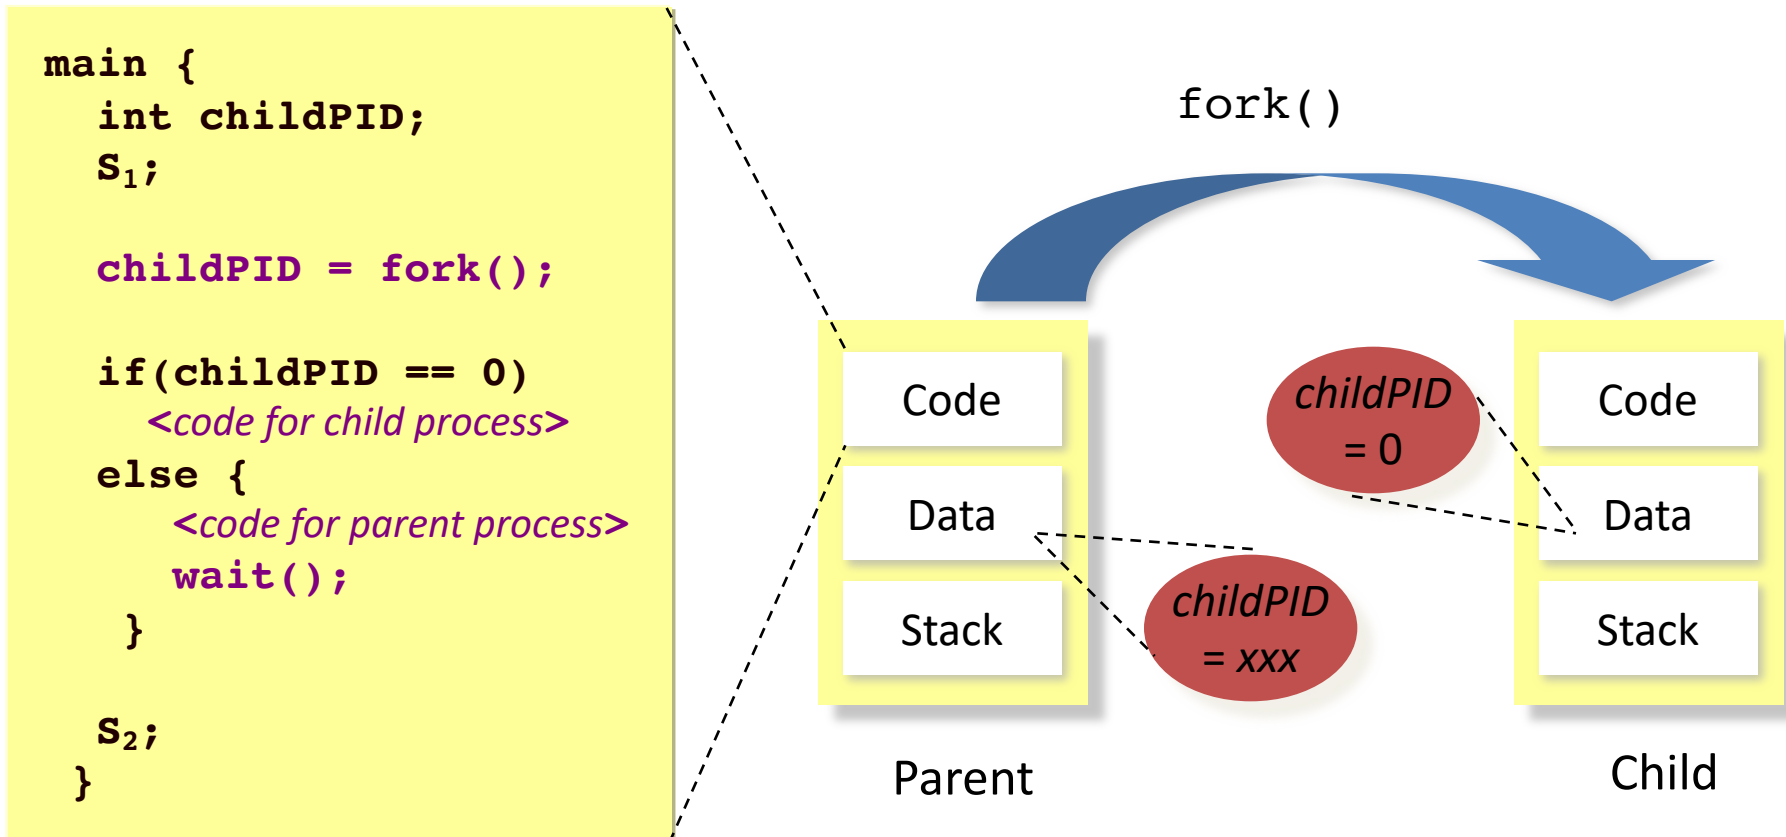 main {
int childPID;
S₁;
childPID = fork();
if(childPID == 0)
<code for child process>
else {
<code for parent process>
wait();
}
S₂;
}
fork()
Code
Data
Stack
Parent
childPID
= xxx
childPID
= 0
Code
Data
Stack
Child